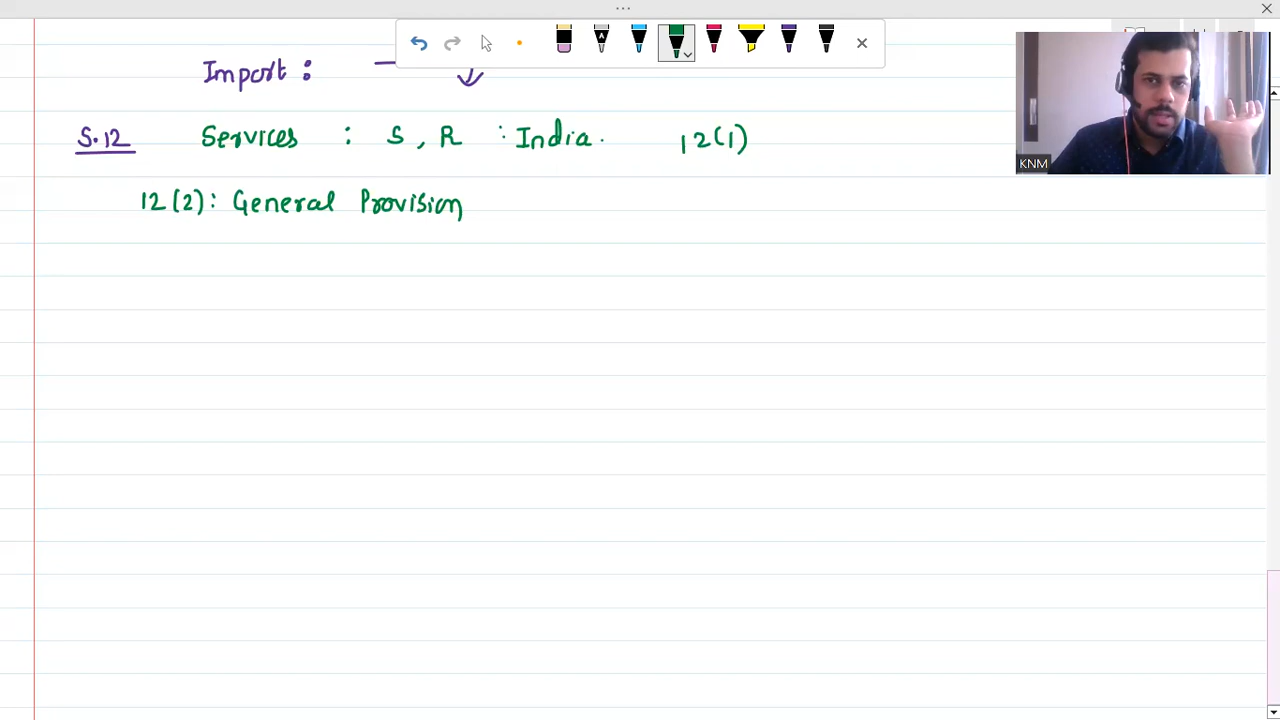 Import :
S.12 Services : S, R : India. 12(1)
12(2): General Provision
KNM